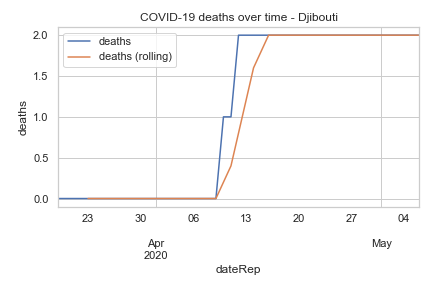 COVID-19 deaths over time - Djibouti
deaths
deaths (rolling)
deaths
2.0
1.5
1.0
0.5
0.0
23 30 06 13 20 27 04
Apr May
2020
dateRep